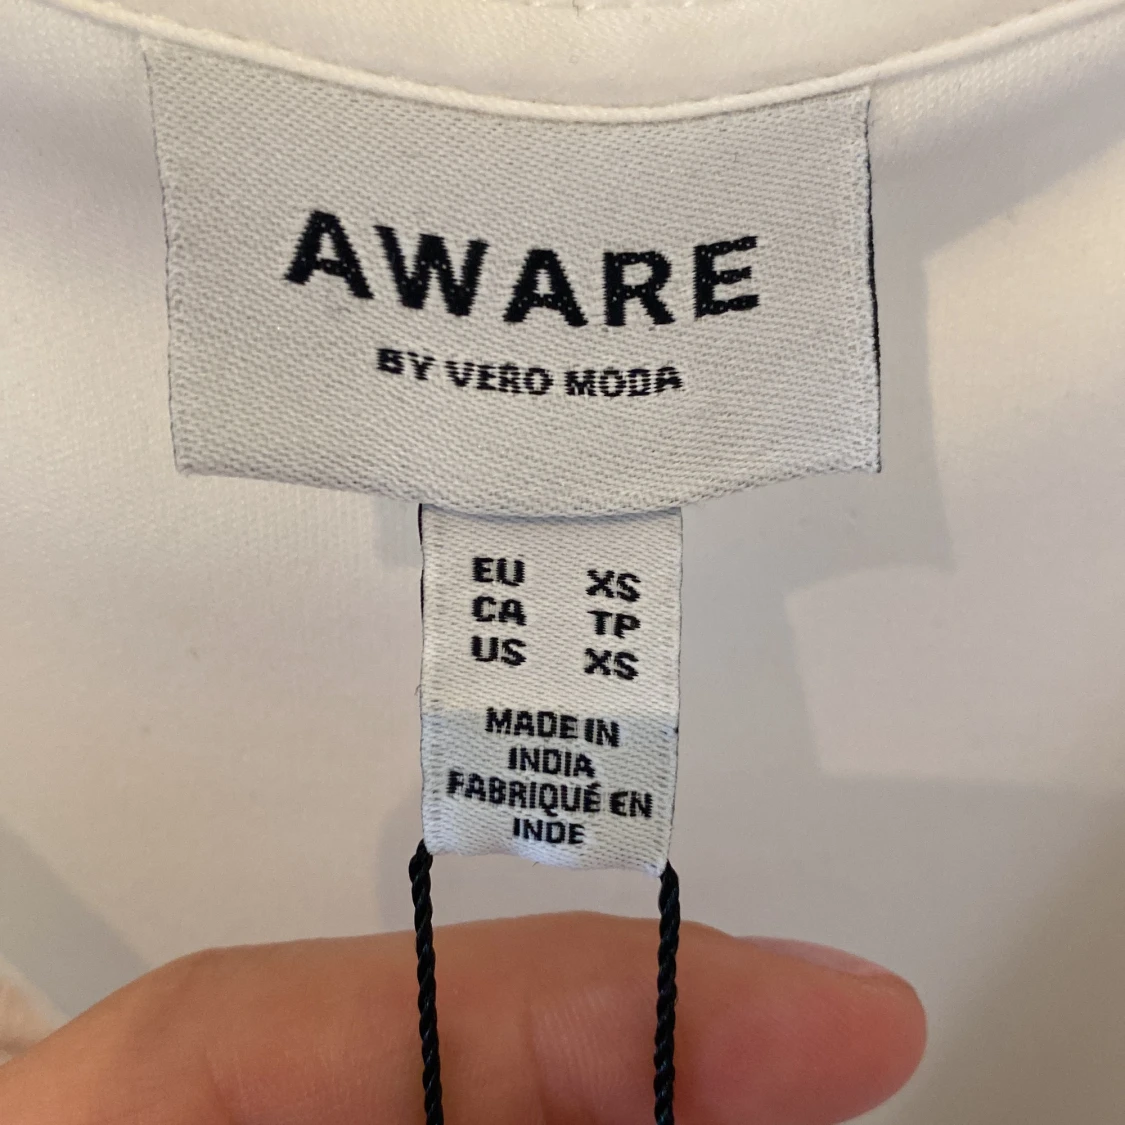 AWARE
BY VERO MODA
EU XS
CA TP
US XS
MADE IN
INDIA
FABRIQUÉ EN
INDE